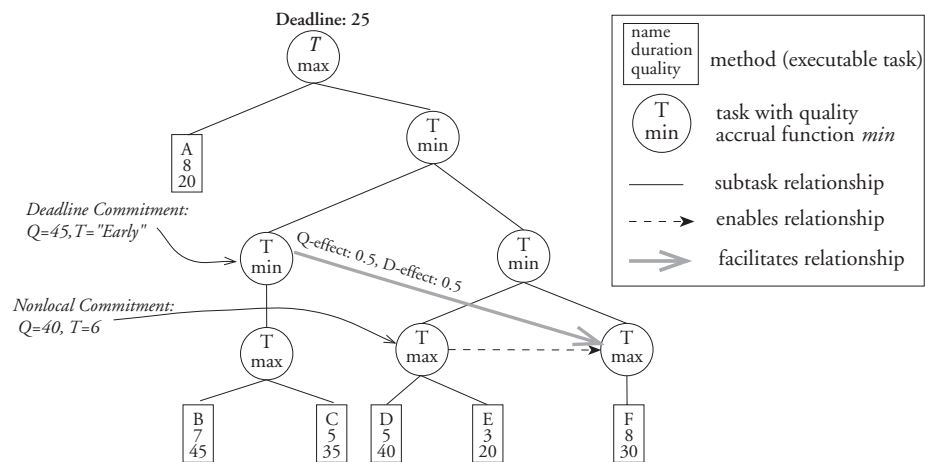 Deadline: 25
T
max
T
min
A
8
20
Deadline Commitment:
Q=45,T="Early"
T
min
Q-effect: 0.5, D-effect: 0.5
T
min
Nonlocal Commitment:
Q=40, T=6
T
max
T
max
T
max
B
7
45
C
5
35
D
5
40
E
3
20
F
8
30
name
duration
quality
method (executable task)
T
min
task with quality
accrual function min
subtask relationship
enables relationship
facilitates relationship